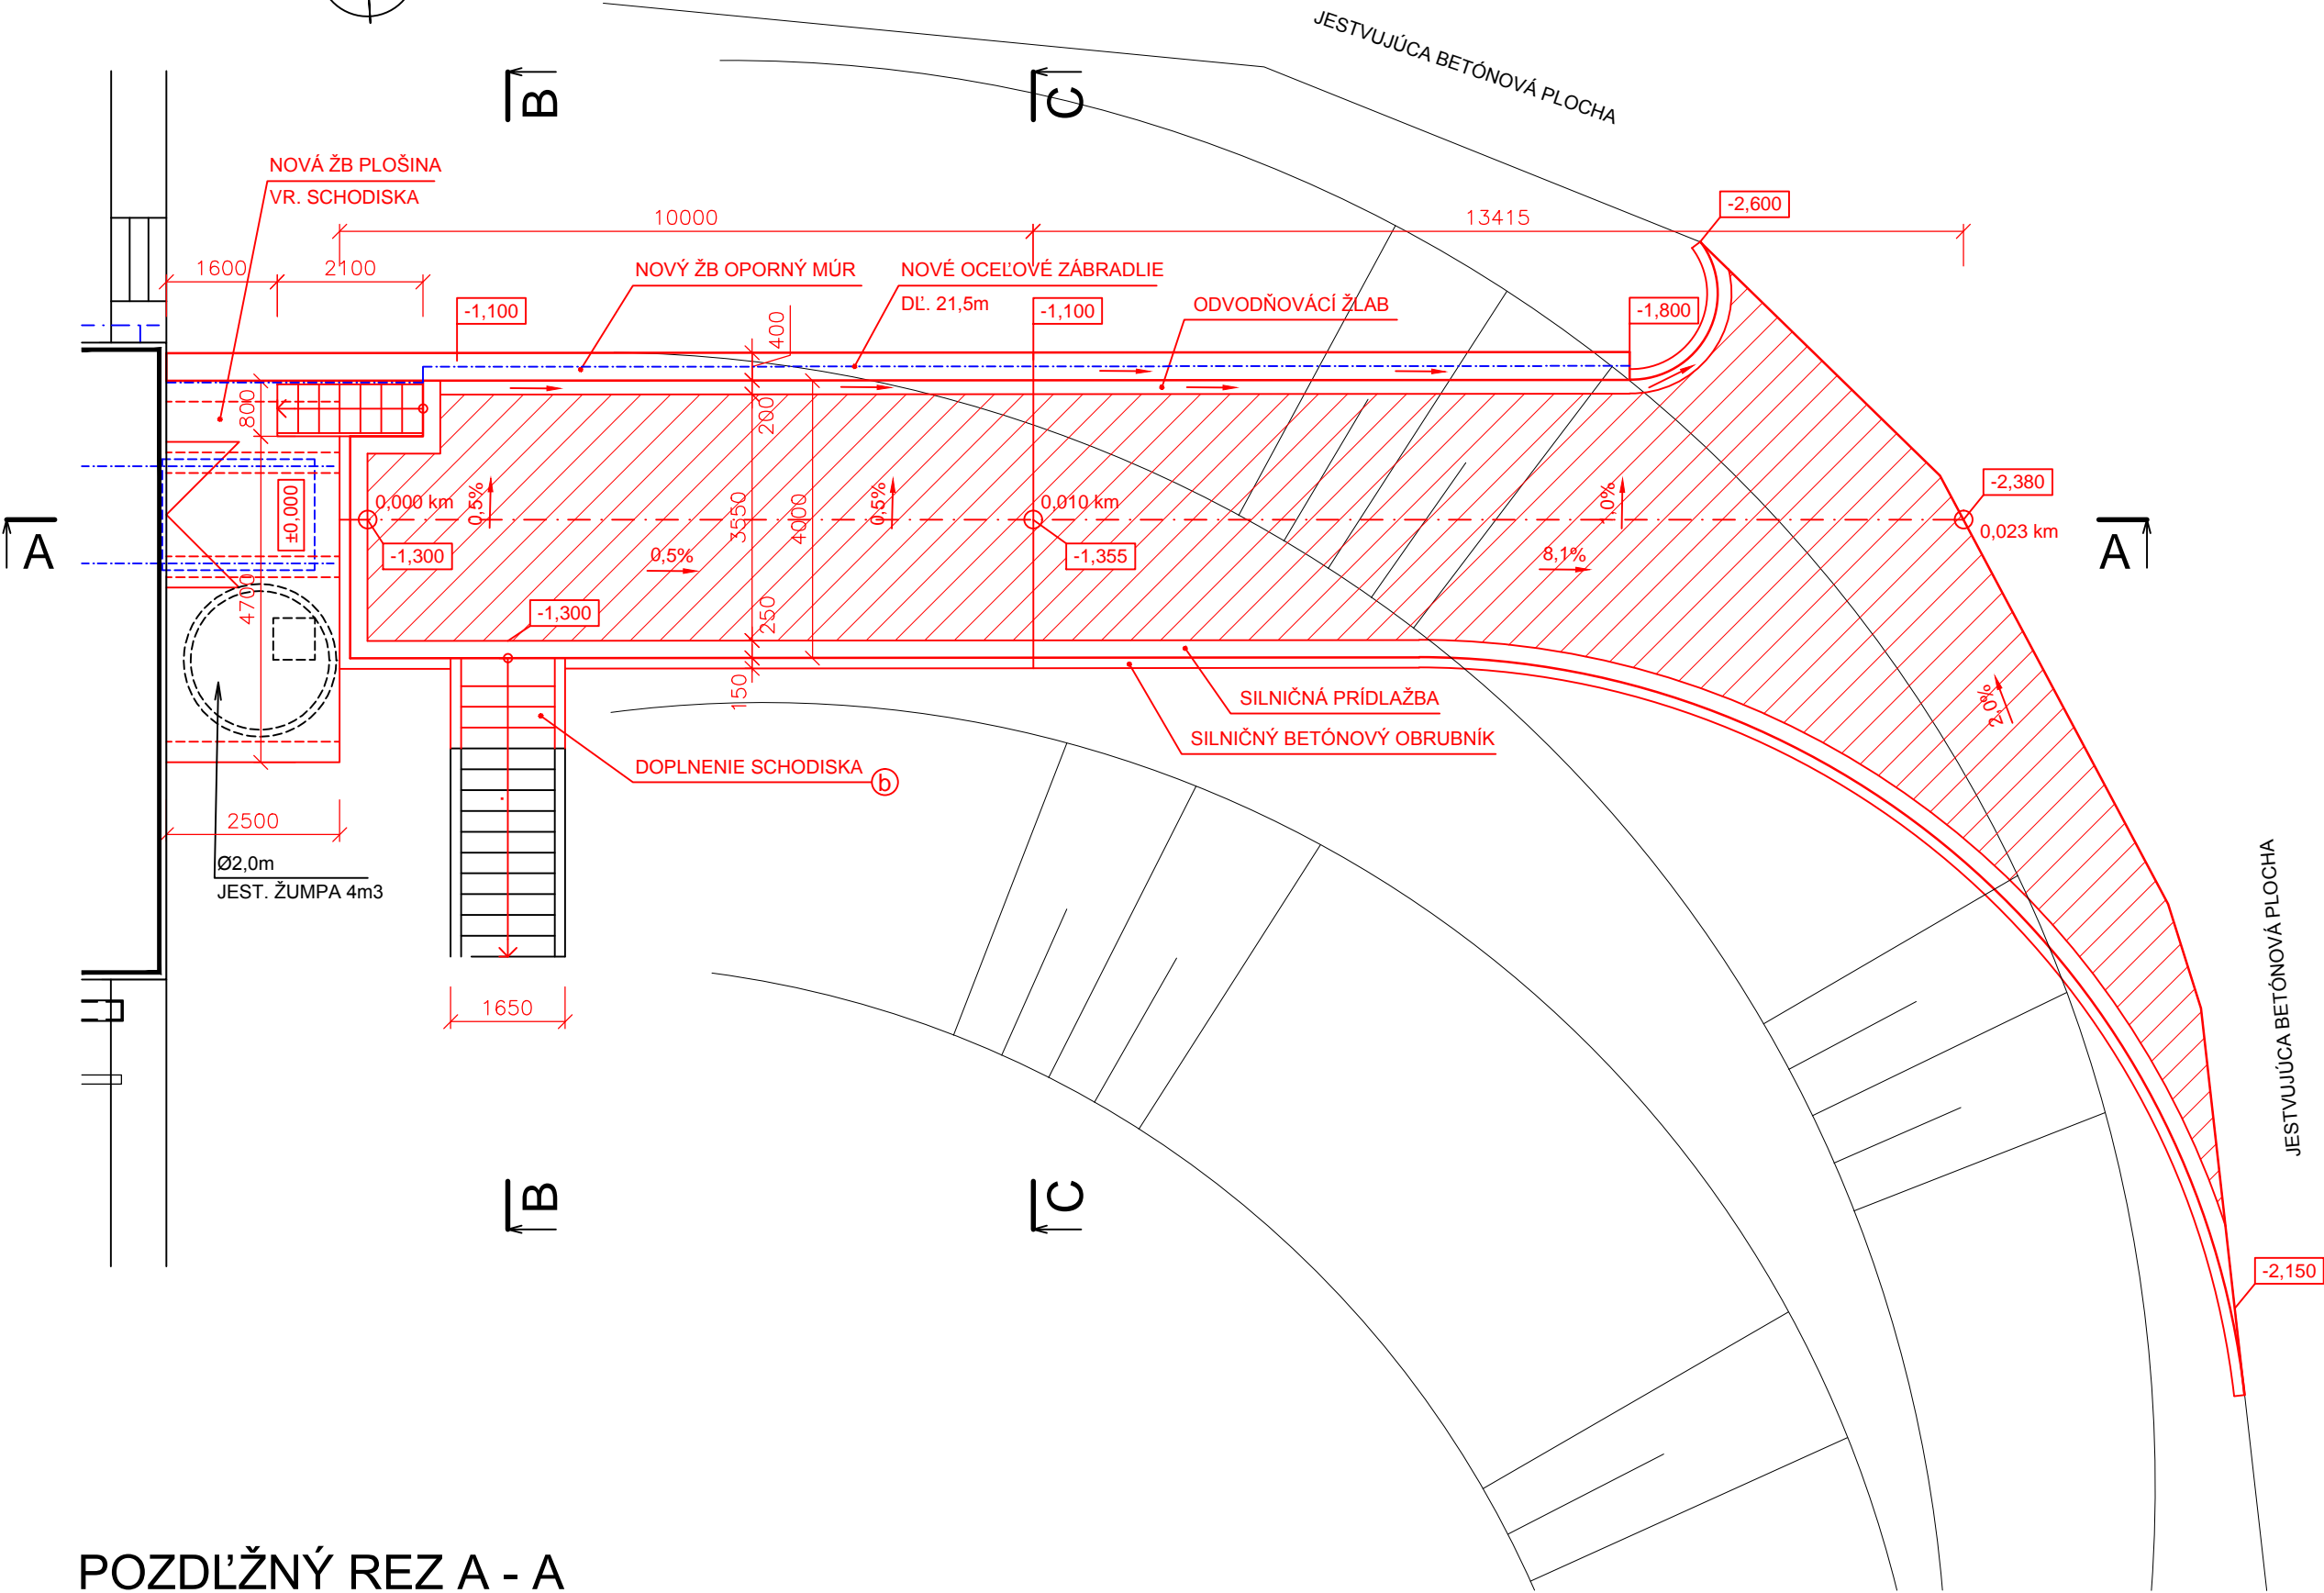 JESTVUJÚCA BETÓNOVÁ PLOCHA
B
C
NOVÁ ŽB PLOŠINA
VR. SCHODISKA
-2,600
10000
13415
1600
2100
NOVÝ ŽB OPORNÝ MÚR
NOVÉ OCEĽOVÉ ZÁBRADLIE
DĹ. 21,5m
ODVODŇOVÁCÍ ŽLAB
-1,100
400
-1,100
-1,800
800
200
-2,380
±0,000
0,000 km
0,5%
0,5%
0,010 km
1,0%
3550
4000
0,023 km
A
A
-1,300
0,5%
-1,355
8,1%
4700
-1,300
250
150
2,0%
SILNIČNÁ PRÍDLAŽBA
SILNIČNÝ BETÓNOVÝ OBRUBNÍK
DOPLNENIE SCHODISKA b
2500
Ø2,0m
JEST. ŽUMPA 4m3
JESTVUJÚCA BETÓNOVÁ PLOCHA
1650
B
C
-2,150
POZDĹŽNÝ REZ A - A